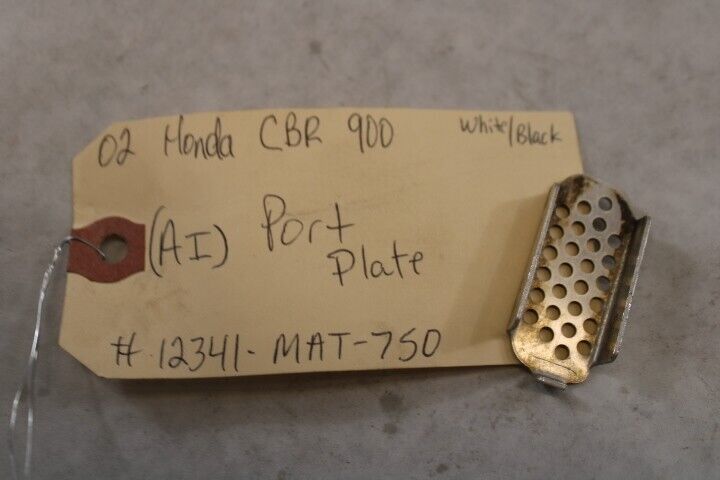 02 Honda CBR 900
White/Black
(AI) Port
Plate
# 12341-MAT-750